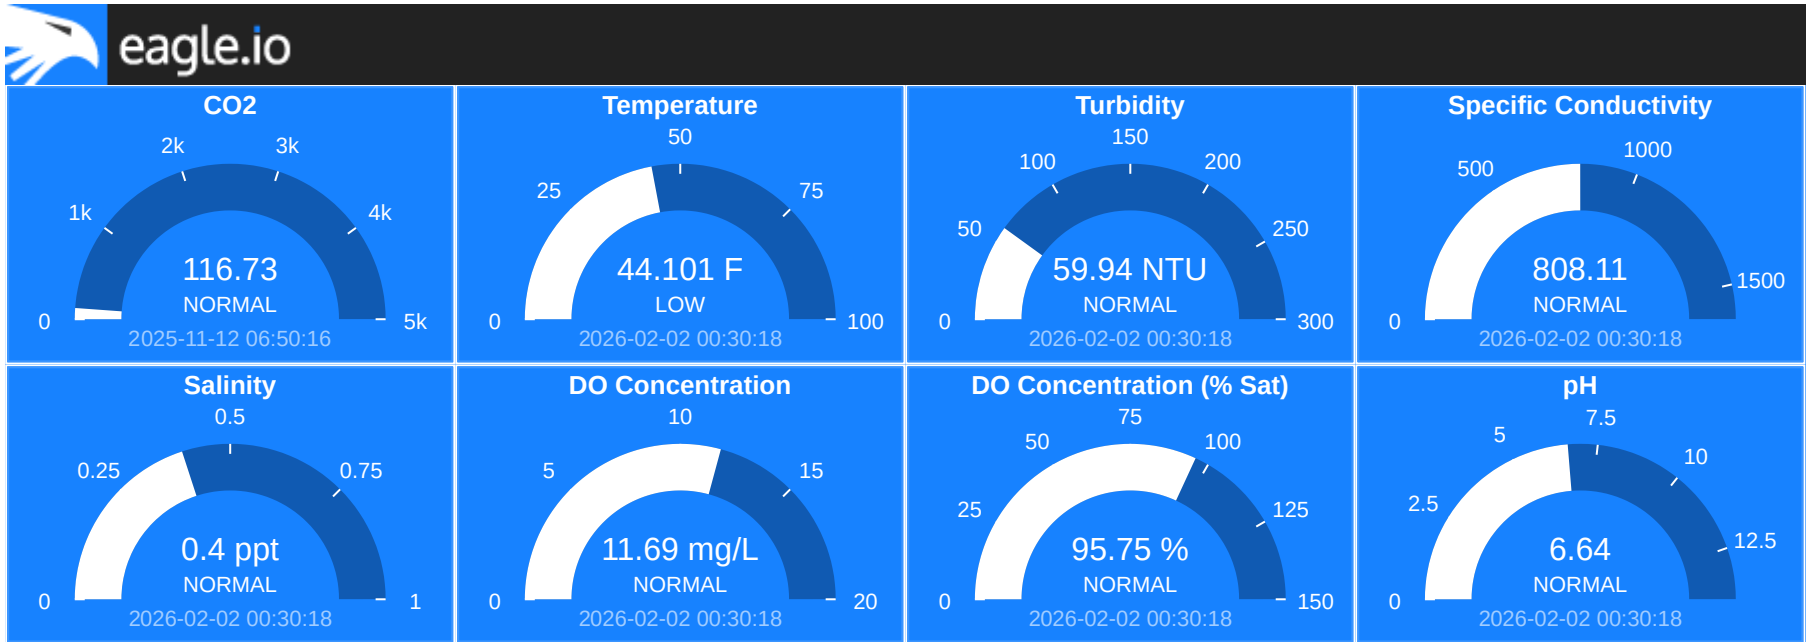 eagle.io
CO2
0
1k
2k
3k
4k
5k
116.73
NORMAL
2025-11-12 06:50:16
Temperature
0
25
50
75
100
44.101 F
LOW
2026-02-02 00:30:18
Turbidity
0
50
100
150
200
250
300
59.94 NTU
NORMAL
2026-02-02 00:30:18
Specific Conductivity
0
500
1000
1500
808.11
NORMAL
2026-02-02 00:30:18
Salinity
0
0.25
0.5
0.75
1
0.4 ppt
NORMAL
2026-02-02 00:30:18
DO Concentration
0
5
10
15
20
11.69 mg/L
NORMAL
2026-02-02 00:30:18
DO Concentration (% Sat)
0
25
50
75
100
125
150
95.75 %
NORMAL
2026-02-02 00:30:18
pH
0
2.5
5
7.5
10
12.5
6.64
NORMAL
2026-02-02 00:30:18